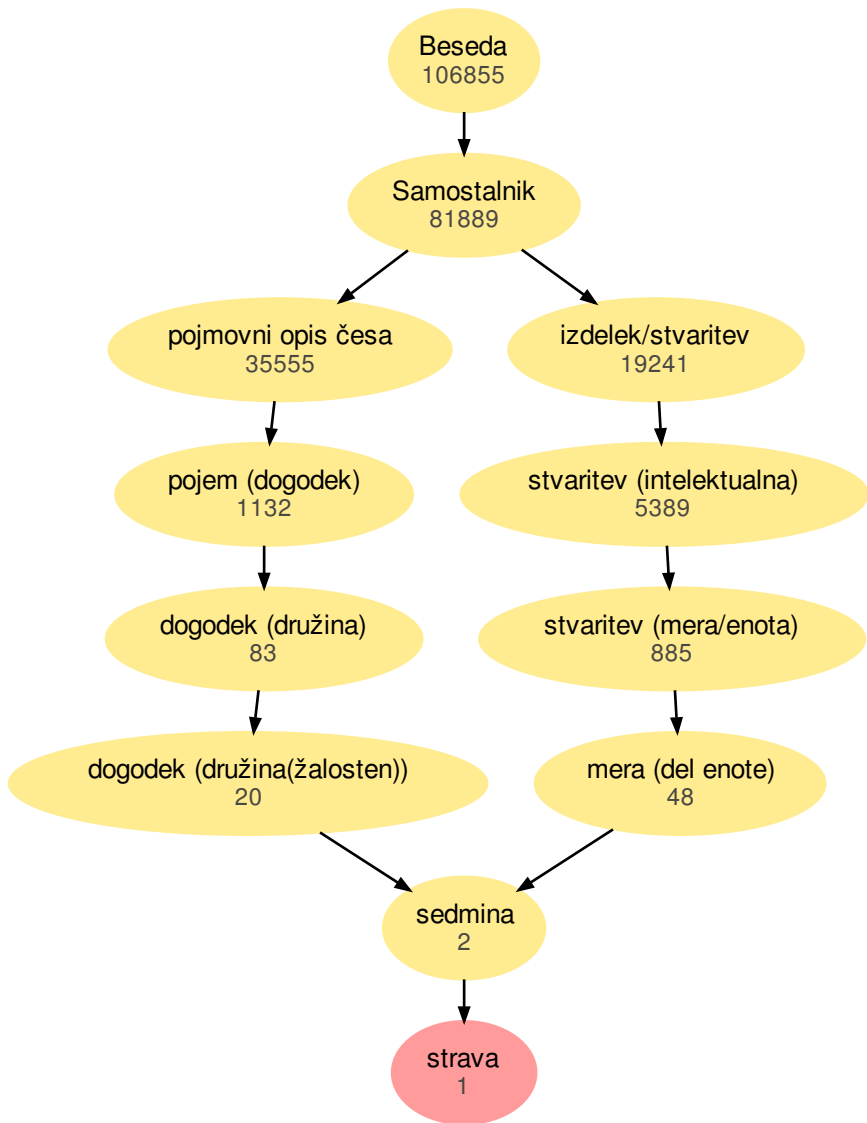 Beseda
106855
Samostalnik
81889
pojmovni opis česa
35555
izdelek/stvaritev
19241
pojem (dogodek)
1132
stvaritev (intelektualna)
5389
dogodek (družina)
83
stvaritev (mera/enota)
885
dogodek (družina(žalosten))
20
mera (del enote)
48
sedmina
2
strava
1